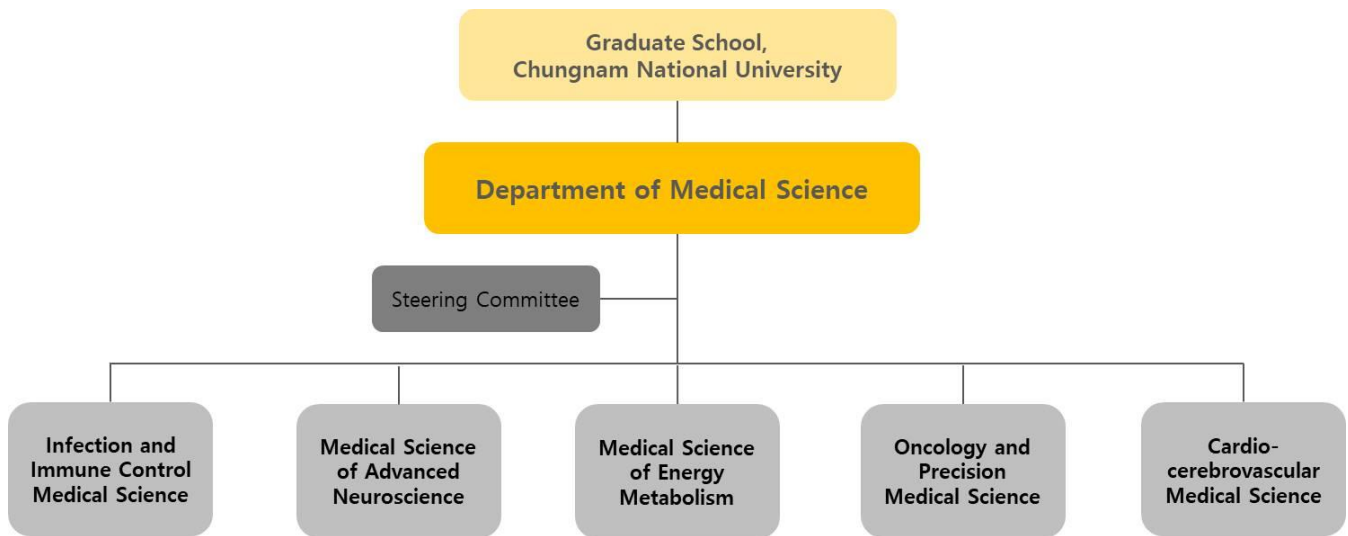 Graduate School,
Chungnam National University
Department of Medical Science
Steering Committee
Infection and
Immune Control
Medical Science
Medical Science
of Advanced
Neuroscience
Medical Science
of Energy
Metabolism
Oncology and
Precision
Medical Science
Cardio-
cerebrovascular
Medical Science